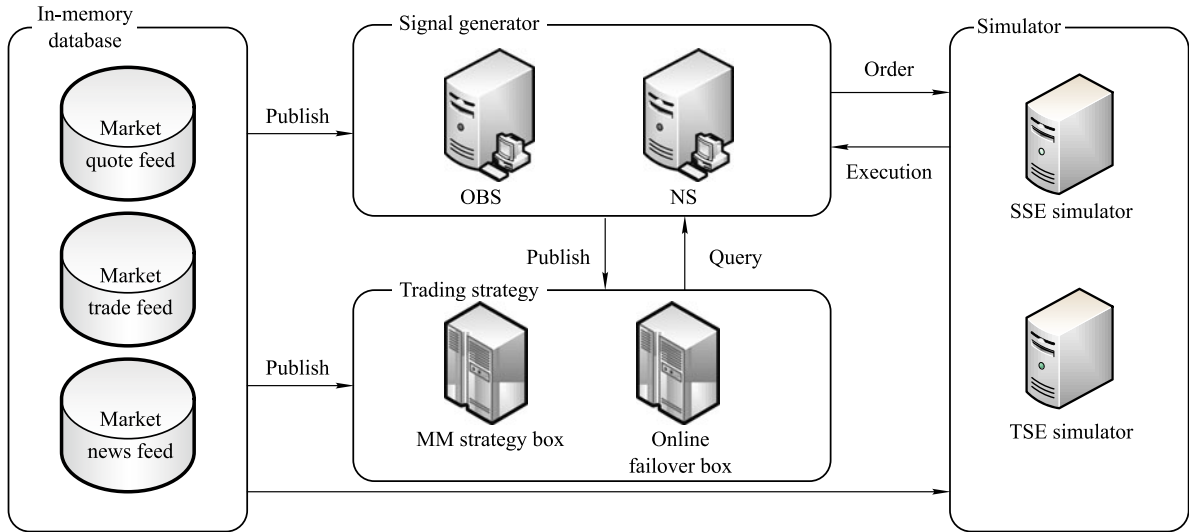 In-memory
database
Market
quote feed
Market
trade feed
Market
news feed
Publish
Publish
Signal generator
OBS
NS
Publish
Query
Trading strategy
MM strategy box
Online
failover box
Order
Execution
Simulator
SSE simulator
TSE simulator